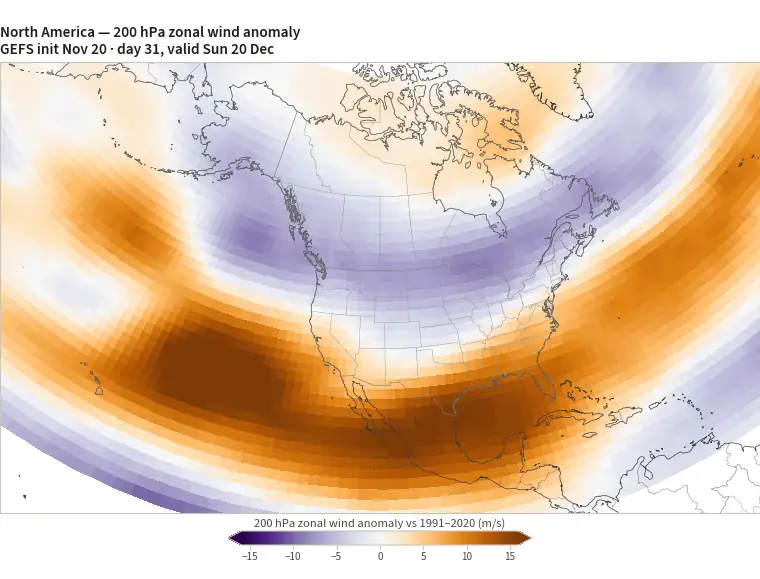 North America — 200 hPa zonal wind anomaly
GEFS init Nov 20 · day 31, valid Sun 20 Dec
200 hPa zonal wind anomaly vs 1991–2020 (m/s)
−15 −10 −5 0 5 10 15